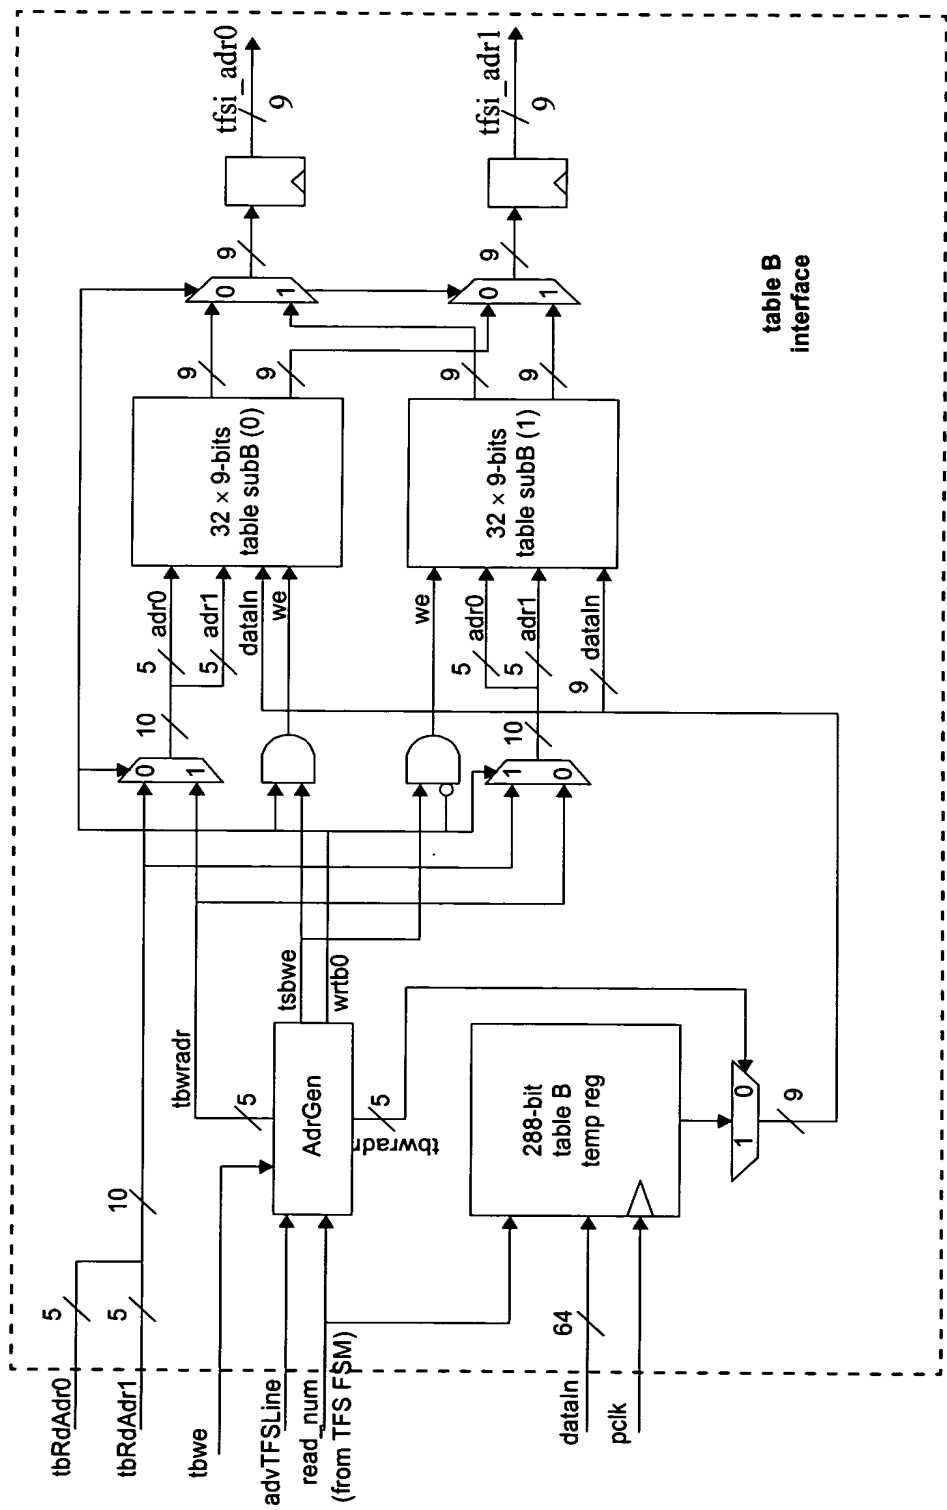 tbRdAdr0
5
tbRdAdr1
5
10
tbwe
advTFSLine
read_num
(from TFS FSM)
tbwradr
5
AdrGen
5
tbwradr
tsbwe
wrtb0
dataIn
64
pclk
288-bit
table B
temp reg
1
0
9
0
1
10
5
adr0
5
adr1
dataIn
we
32 × 9-bits
table subB (0)
9
9
we
5
adr0
5
adr1
1
0
10
9
dataIn
32 × 9-bits
table subB (1)
9
9
0
1
9
tfsi_adr0
9
0
1
9
tfsi_adr1
9
table B
interface